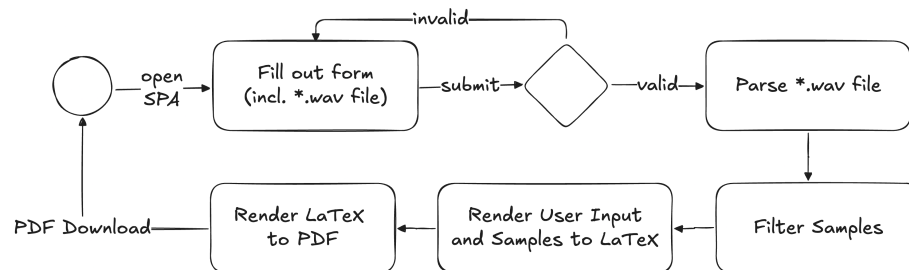 invalid
open
SPA
Fill out form
(incl. *.wav file)
submit
valid
Parse *.wav file
PDF Download
Render LaTeX
to PDF
Render User Input
and Samples to LaTeX
Filter Samples